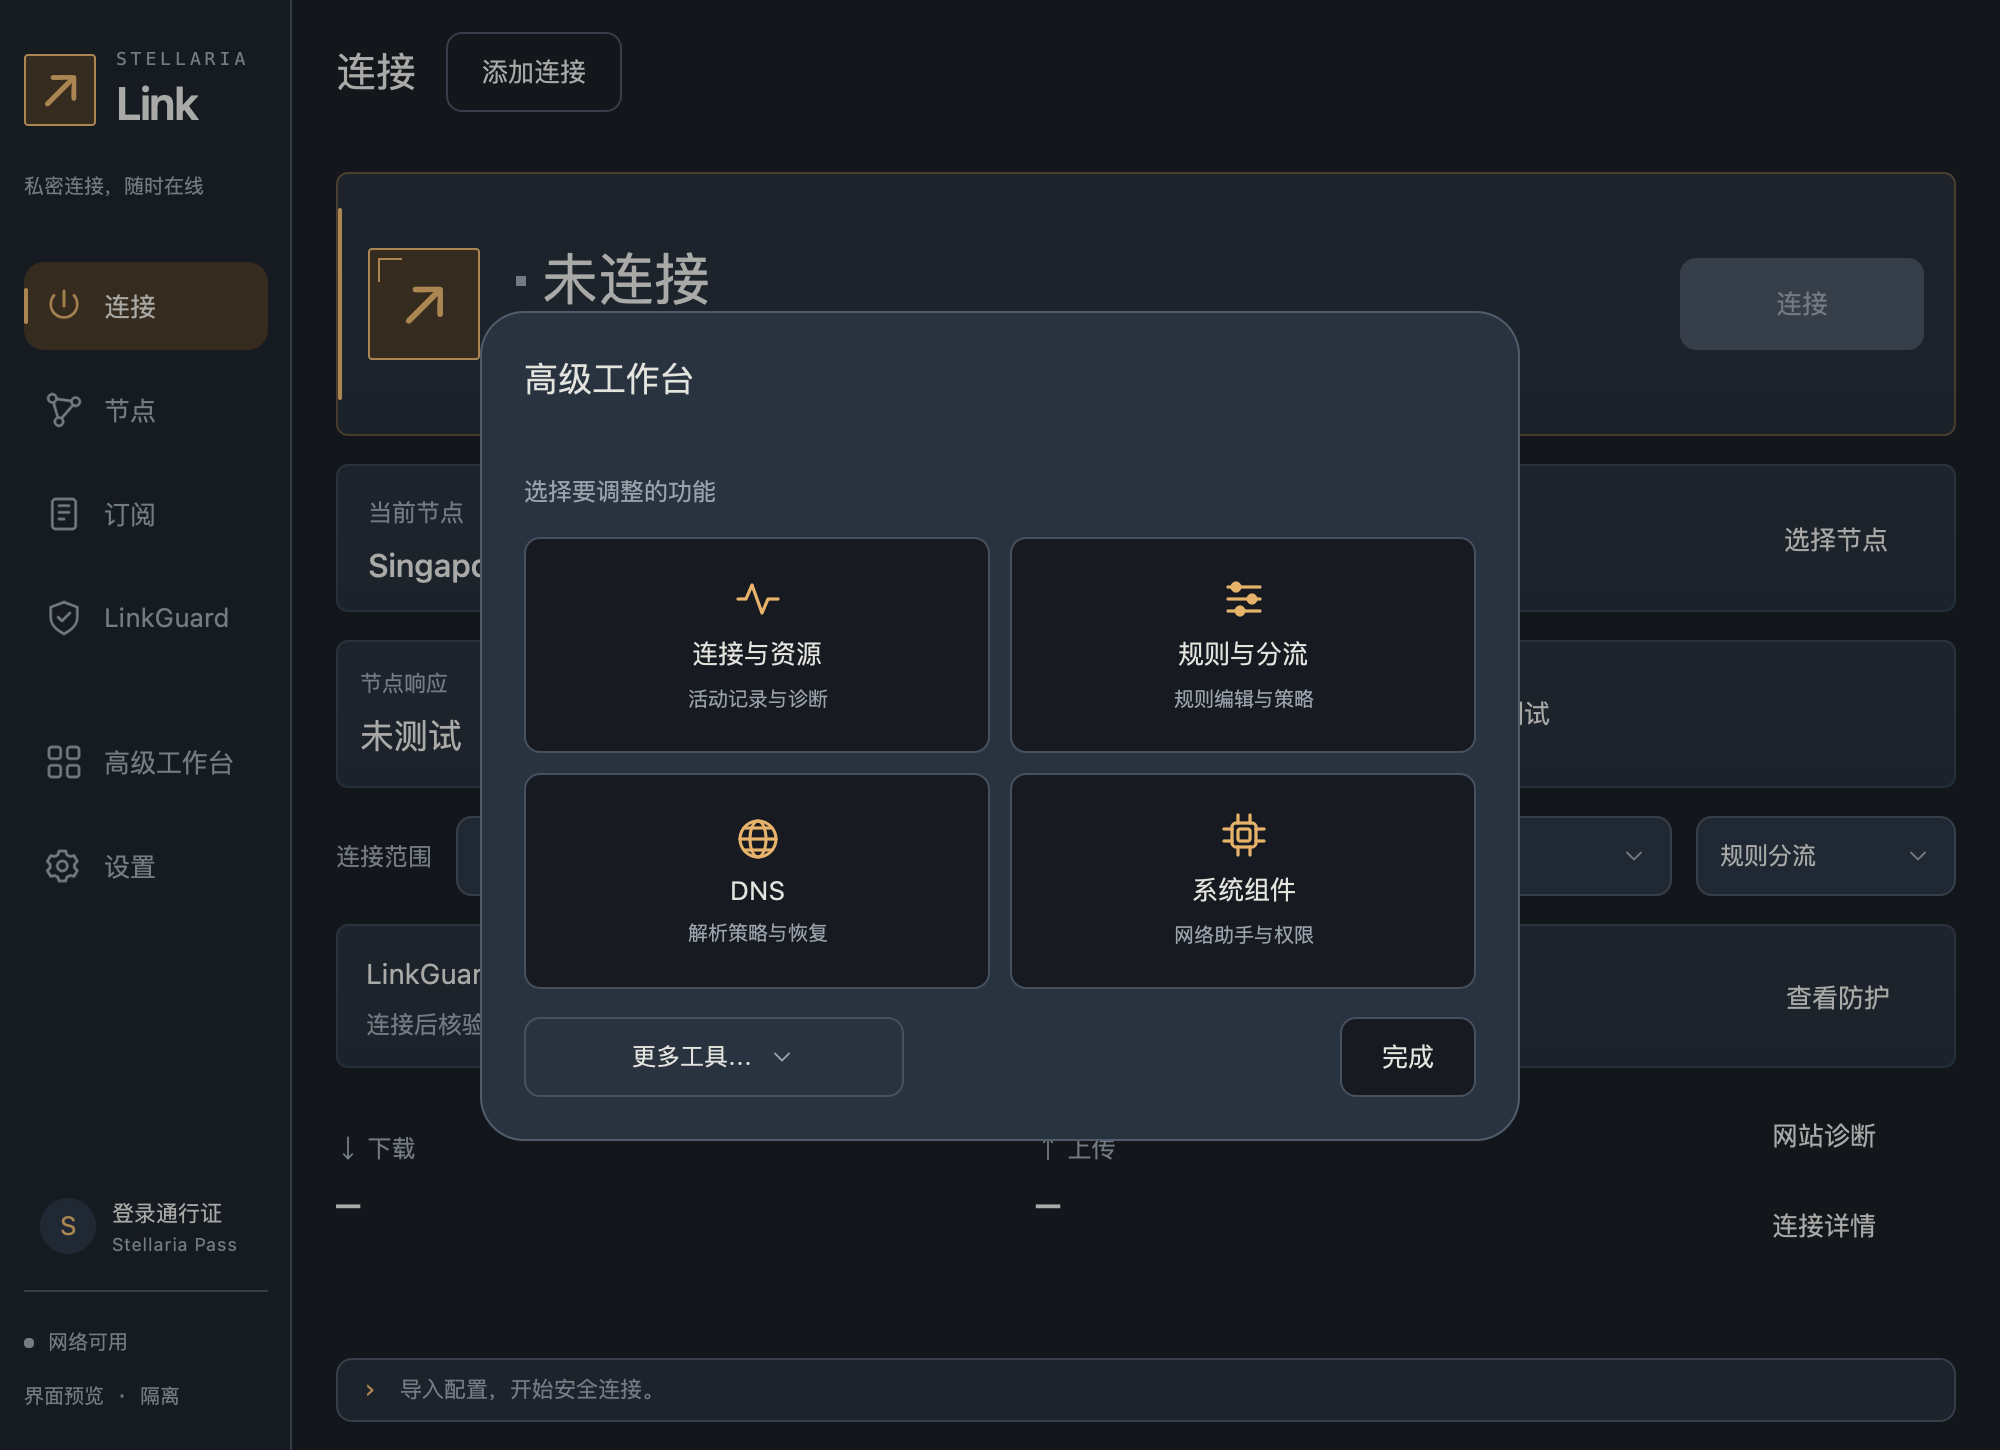 STELLARIA
Link
私密连接，随时在线
连接
节点
订阅
LinkGuard
高级工作台
设置
S
登录通行证
Stellaria Pass
网络可用
界面预览 · 隔离
连接
添加连接
未连接
连接
当前节点
选择节点
节点响应
未测试
试
连接范围
规则分流
连接后核验
查看防护
高级工作台
选择要调整的功能
连接与资源
活动记录与诊断
规则与分流
规则编辑与策略
DNS
解析策略与恢复
系统组件
网络助手与权限
更多工具...
完成
↓ 下载
—
↑ 上传
—
网站诊断
连接详情
› 导入配置，开始安全连接。